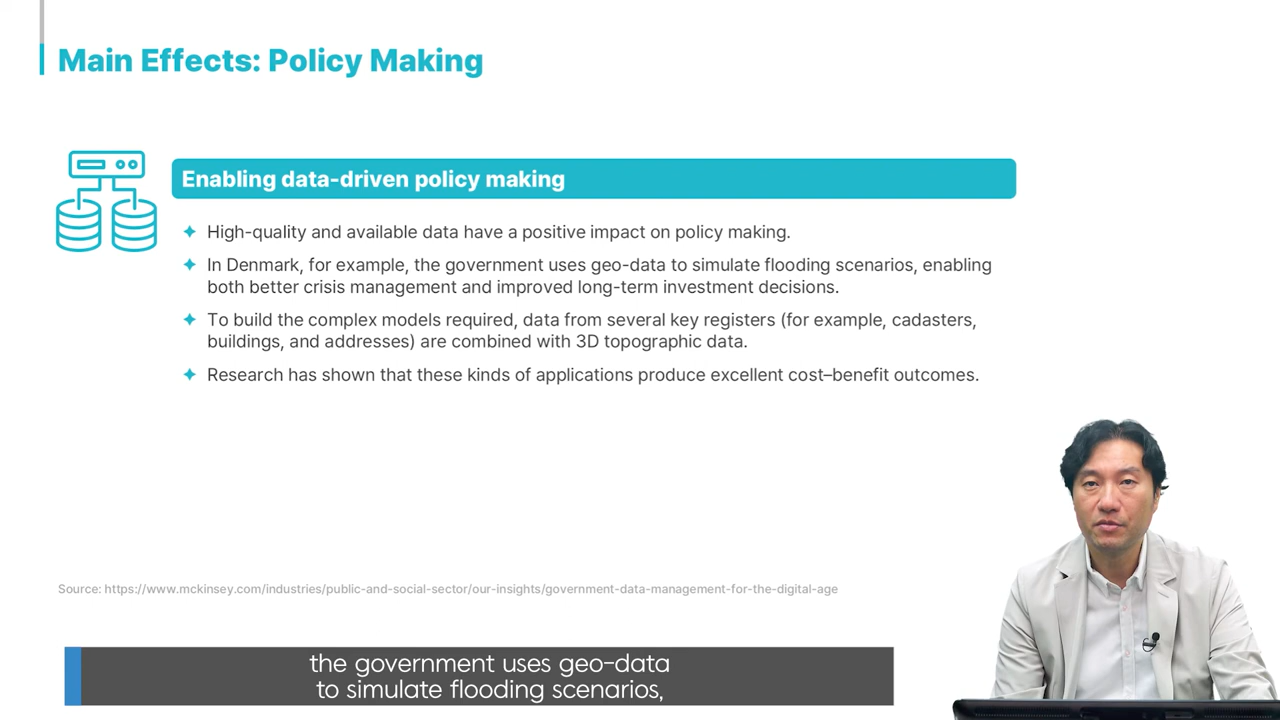 Main Effects: Policy Making
Enabling data-driven policy making
✦ High-quality and available data have a positive impact on policy making.
✦ In Denmark, for example, the government uses geo-data to simulate flooding scenarios, enabling
both better crisis management and improved long-term investment decisions.
✦ To build the complex models required, data from several key registers (for example, cadasters,
buildings, and addresses) are combined with 3D topographic data.
✦ Research has shown that these kinds of applications produce excellent cost–benefit outcomes.
Source: https://www.mckinsey.com/industries/public-and-social-sector/our-insights/government-data-management-for-the-digital-age
the government uses geo-data
to simulate flooding scenarios,